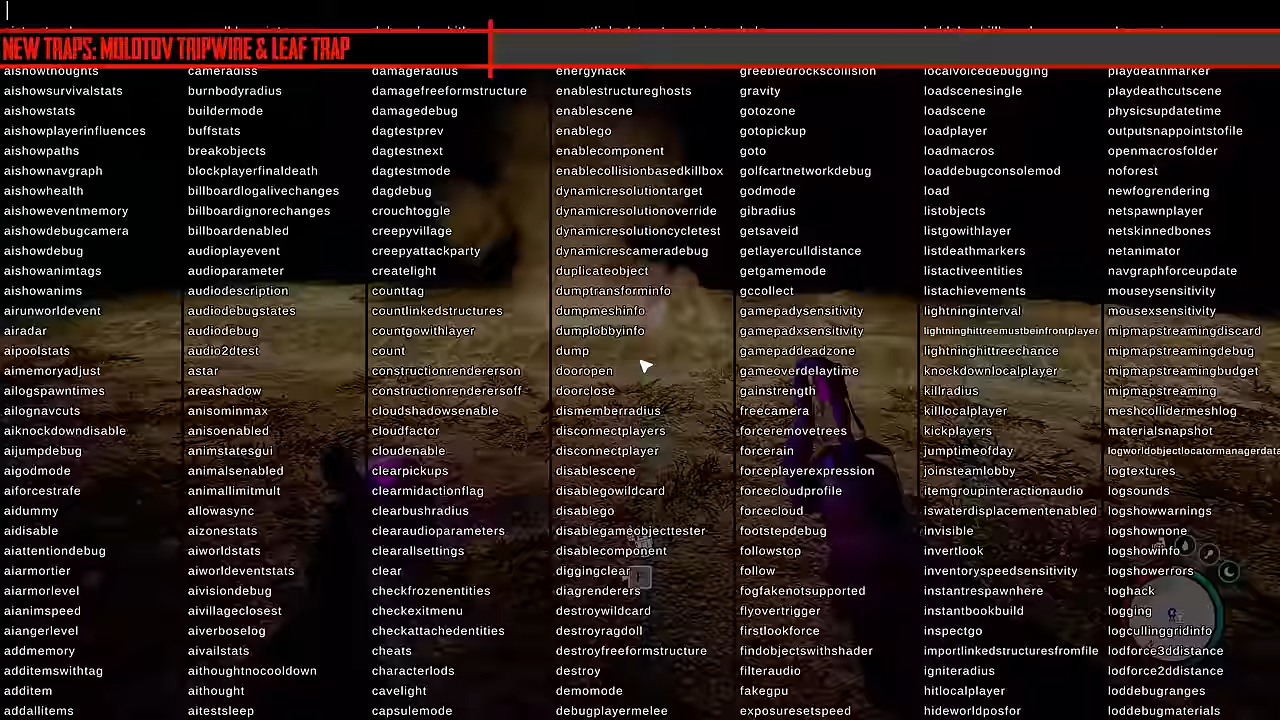 NEW TRAPS: MOLOTOV TRIPWIRE & LEAF TRAP
aishowthoughts
aishowsurvivalstats
aishowstats
aishowplayerinfluences
aishowpaths
aishownavgraph
aishowhealth
aishoweventmemory
aishowdebugcamera
aishowdebug
aishowanimtags
aishowanims
airunworldevent
airadar
aipoolstats
aimemoryadjust
ailogspawntimes
ailognavcuts
aiknockdowndisable
aijumpdebug
aigodmode
aiforcestrafe
aidummy
aidisable
aiattentiondebug
aiarmortier
aiarmorlevel
aianimspeed
aiangerlevel
addmemory
additemswithtag
additem
addallitems
cameradiss
burnbodyradius
buildermode
buffstats
breakobjects
blockplayerfinaldeath
billboardlogalivechanges
billboardignorechanges
billboardenabled
audioplayevent
audioparameter
audiodescription
audiodebugstates
audiodebug
audio2dtest
astar
areashadow
anisominmax
anisoenabled
animstatesgui
animalsenabled
animallimitmult
allowasync
aizonestats
aiworldstats
aiworldeventstats
aivisiondebug
aivillageclosest
aiverboselog
aivailstats
aithoughtnocooldown
aithought
aitestsleep
damageradius
damagefreeformstructure
damagedebug
dagtestprev
dagtestnext
dagtestmode
dagdebug
crouchtoggle
creepyvillage
creepyattackparty
createlight
counttag
countlinkedstructures
countgowithlayer
count
constructionrendererson
constructionrenderersoff
cloudshadowsenable
cloudfactor
cloudenable
clearpickups
clearmidactionflag
clearbushradius
clearaudioparameters
clearallsettings
clear
checkfrozenentities
checkexitmenu
checkattachedentities
cheats
characterlods
cavelight
capsulemode
energyhack
enablestructureghosts
enablescene
enablego
enablecomponent
enablecollisionbasedkillbox
dynamicresolutiontarget
dynamicresolutionoverride
dynamicresolutioncycletest
dynamicrescameradebug
duplicateobject
dumptransforminfo
dumpmeshinfo
dumplobbyinfo
dump
dooropen
doorclose
dismemberradius
disconnectplayers
disconnectplayer
disablescene
disablegowildcard
disablego
disablegameobjecttester
disablecomponent
diggingclear
diagrenderers
destroywildcard
destroyragdoll
destroyfreeformstructure
destroy
demomode
debugplayermelee
greebledrockscollision
gravity
gotozone
gotopickup
goto
golfcartnetworkdebug
godmode
gibradius
getsaveid
getlayerculldistance
getgamemode
gccollect
gamepadysensitivity
gamepadxsensitivity
gamepaddeadzone
gameoverdelaytime
gainstrength
freecamera
forceremovetrees
forcerain
forceplayerexpression
forcecloudprofile
forcecloud
footstepdebug
followstop
follow
fogfakenotsupported
flyovertrigger
firstlookforce
findobjectswithshader
filteraudio
fakegpu
exposuresetspeed
localvoicedebugging
loadscenesingle
loadscene
loadplayer
loadmacros
loaddebugconsolemod
load
listobjects
listgowithlayer
listdeathmarkers
listactiveentities
listachievements
lightninginterval
lightninghittreemustbeinfrontplayer
lightninghittreechance
knockdownlocalplayer
killradius
killlocalplayer
kickplayers
jumptimeofday
joinsteamlobby
itemgroupinteractionaudio
iswaterdisplacementenabled
invisible
invertlook
inventoryspeedsensitivity
instantrespawnhere
instantbookbuild
inspectgo
importlinkedstructuresfromfile
igniteradius
hitlocalplayer
hideworldposfor
playdeathmarker
playdeathcutscene
physicsupdatetime
outputsnappointstofile
openmacrosfolder
noforest
newfogrendering
netspawnplayer
netskinnedbones
netanimator
navgraphforceupdate
mouseysensitivity
mousexsensitivity
mipmapstreamingdiscard
mipmapstreamingdebug
mipmapstreamingbudget
mipmapstreaming
meshcollidermeshlog
materialsnapshot
logworldobjectlocatormanagerdata
logtextures
logsounds
logshowwarnings
logshownone
logshowinfo
logshowerrors
loghack
logging
logcullinggridinfo
lodforce3ddistance
lodforce2ddistance
loddebugranges
loddebugmaterials